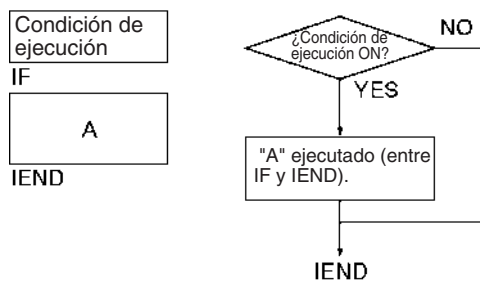 Condición de
ejecución
IF
A
IEND
¿Condición de
ejecución ON?
NO
YES
"A" ejecutado (entre
IF y IEND).
IEND